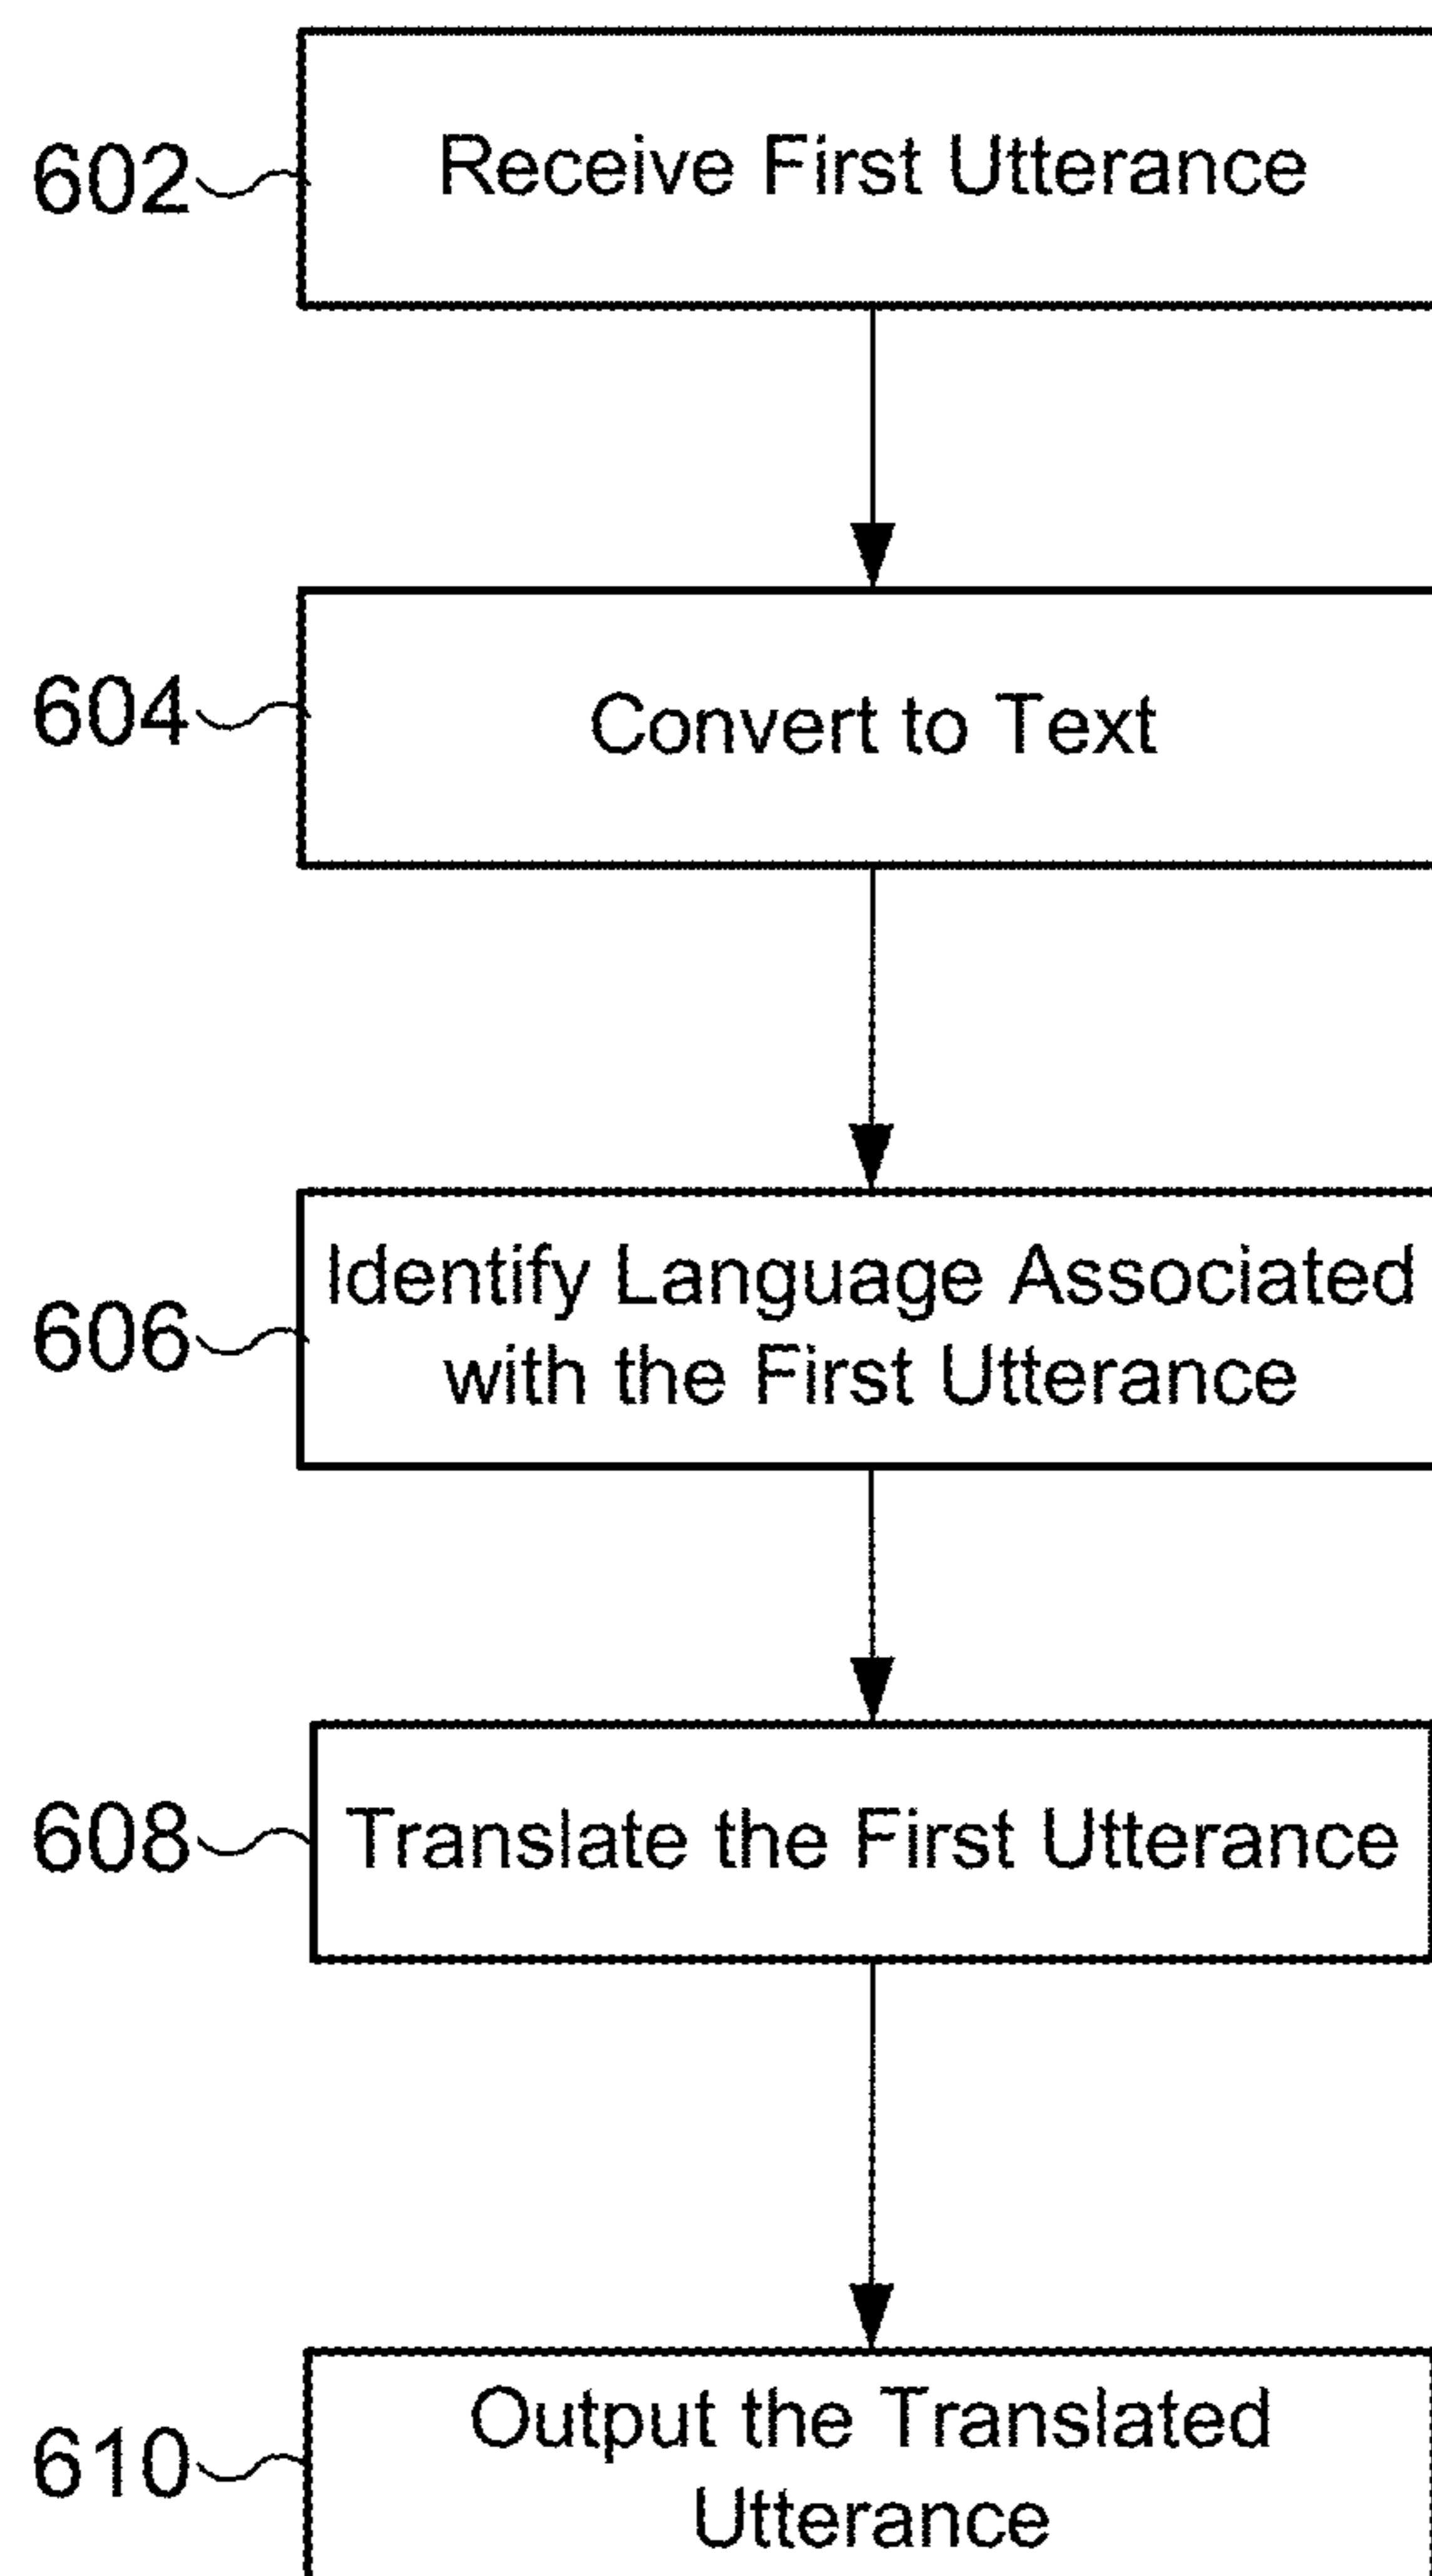 602 Receive First Utterance
604 Convert to Text
606 Identify Language Associated
with the First Utterance
608 Translate the First Utterance
610 Output the Translated
Utterance